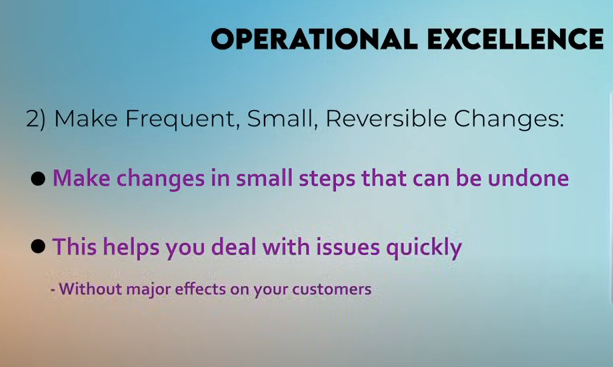 OPERATIONAL EXCELLENCE
2) Make Frequent, Small, Reversible Changes:
● Make changes in small steps that can be undone
● This helps you deal with issues quickly
- Without major effects on your customers